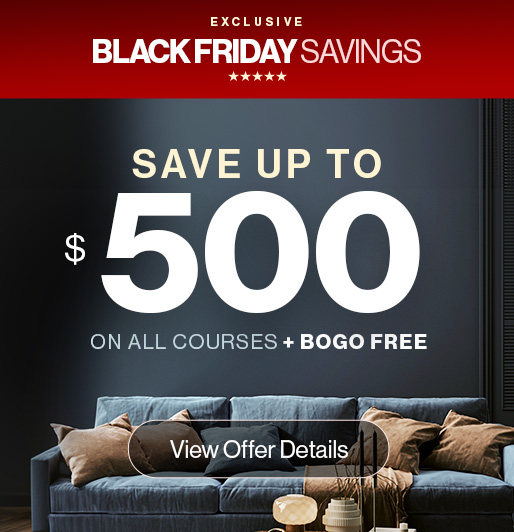 EXCLUSIVE
BLACK FRIDAY SAVINGS
SAVE UP TO
$500
ON ALL COURSES + BOGO FREE
View Offer Details